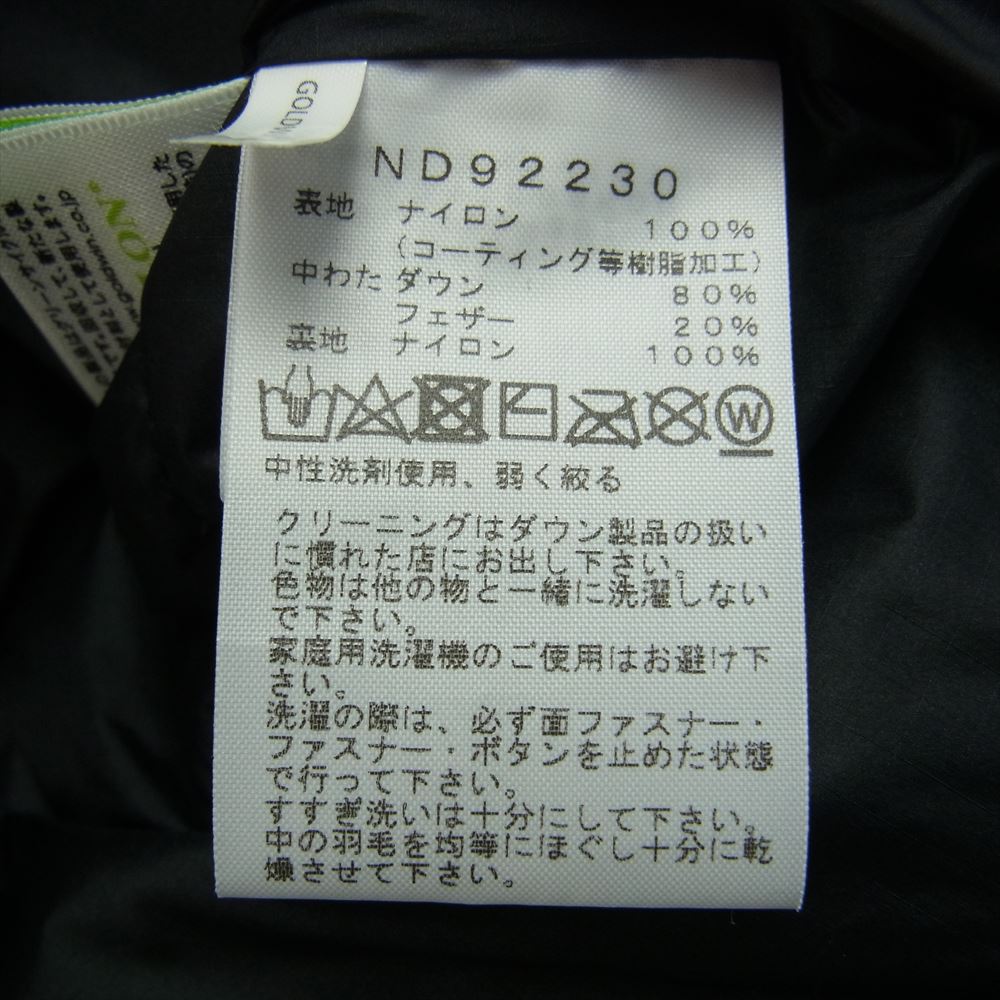 GOLDW
ND92230
表地 ナイロン 100%
(コーティング等樹脂加工)
中わた ダウン 80%
フェザー 20%
裏地 ナイロン 100%
W
中性洗剤使用、弱く絞る
クリーニングはダウン製品の扱い
に慣れた店にお出し下さい。
色物は他の物と一緒に洗濯しない
で下さい。
家庭用洗濯機のご使用はお避け下
さい。
洗濯の際は、必ず面ファスナー・
ファスナー・ボタンを止めた状態
で行って下さい。
すすぎ洗いは十分にして下さい。
中の羽毛を均等にほぐし十分に乾
燥させて下さい。